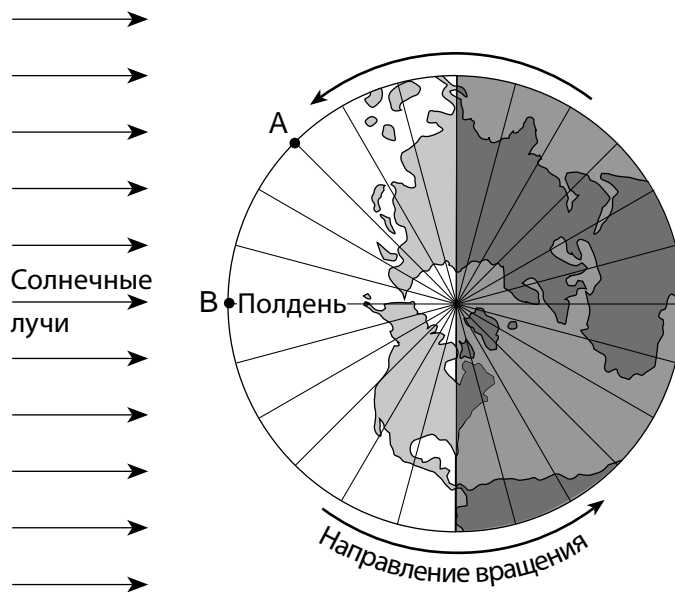 A
Солнечные
лучи
B Полдень
Направление вращения